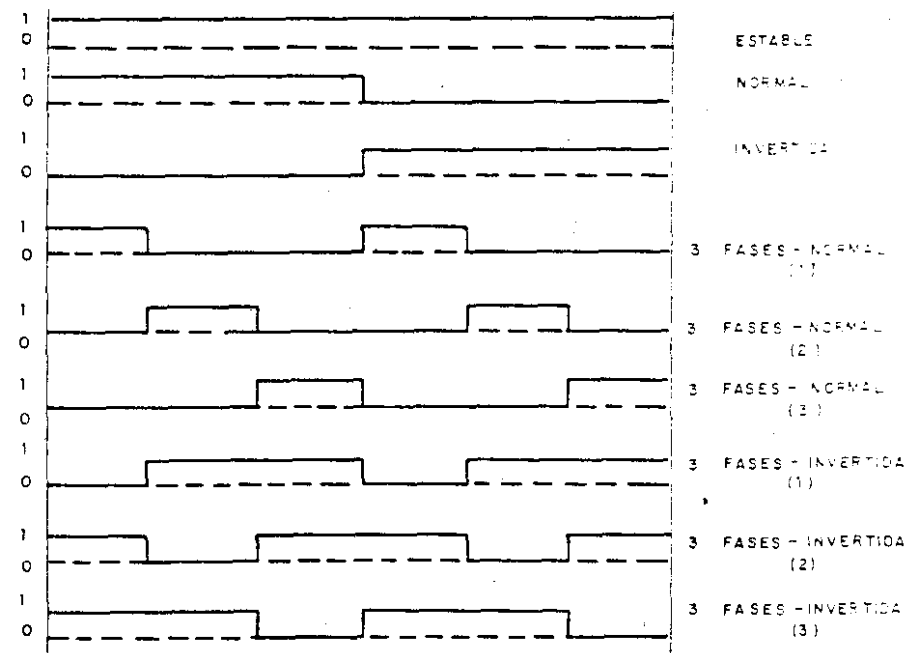 1
0
ESTABLE
1
0
NORMAL
1
0
INVERTIDA
1
0
3 FASES - NORMAL
(1)
1
0
3 FASES - NORMAL
(2)
1
0
3 FASES - NORMAL
(3)
1
0
3 FASES - INVERTIDA
(1)
1
0
3 FASES - INVERTIDA
(2)
1
0
3 FASES - INVERTIDA
(3)